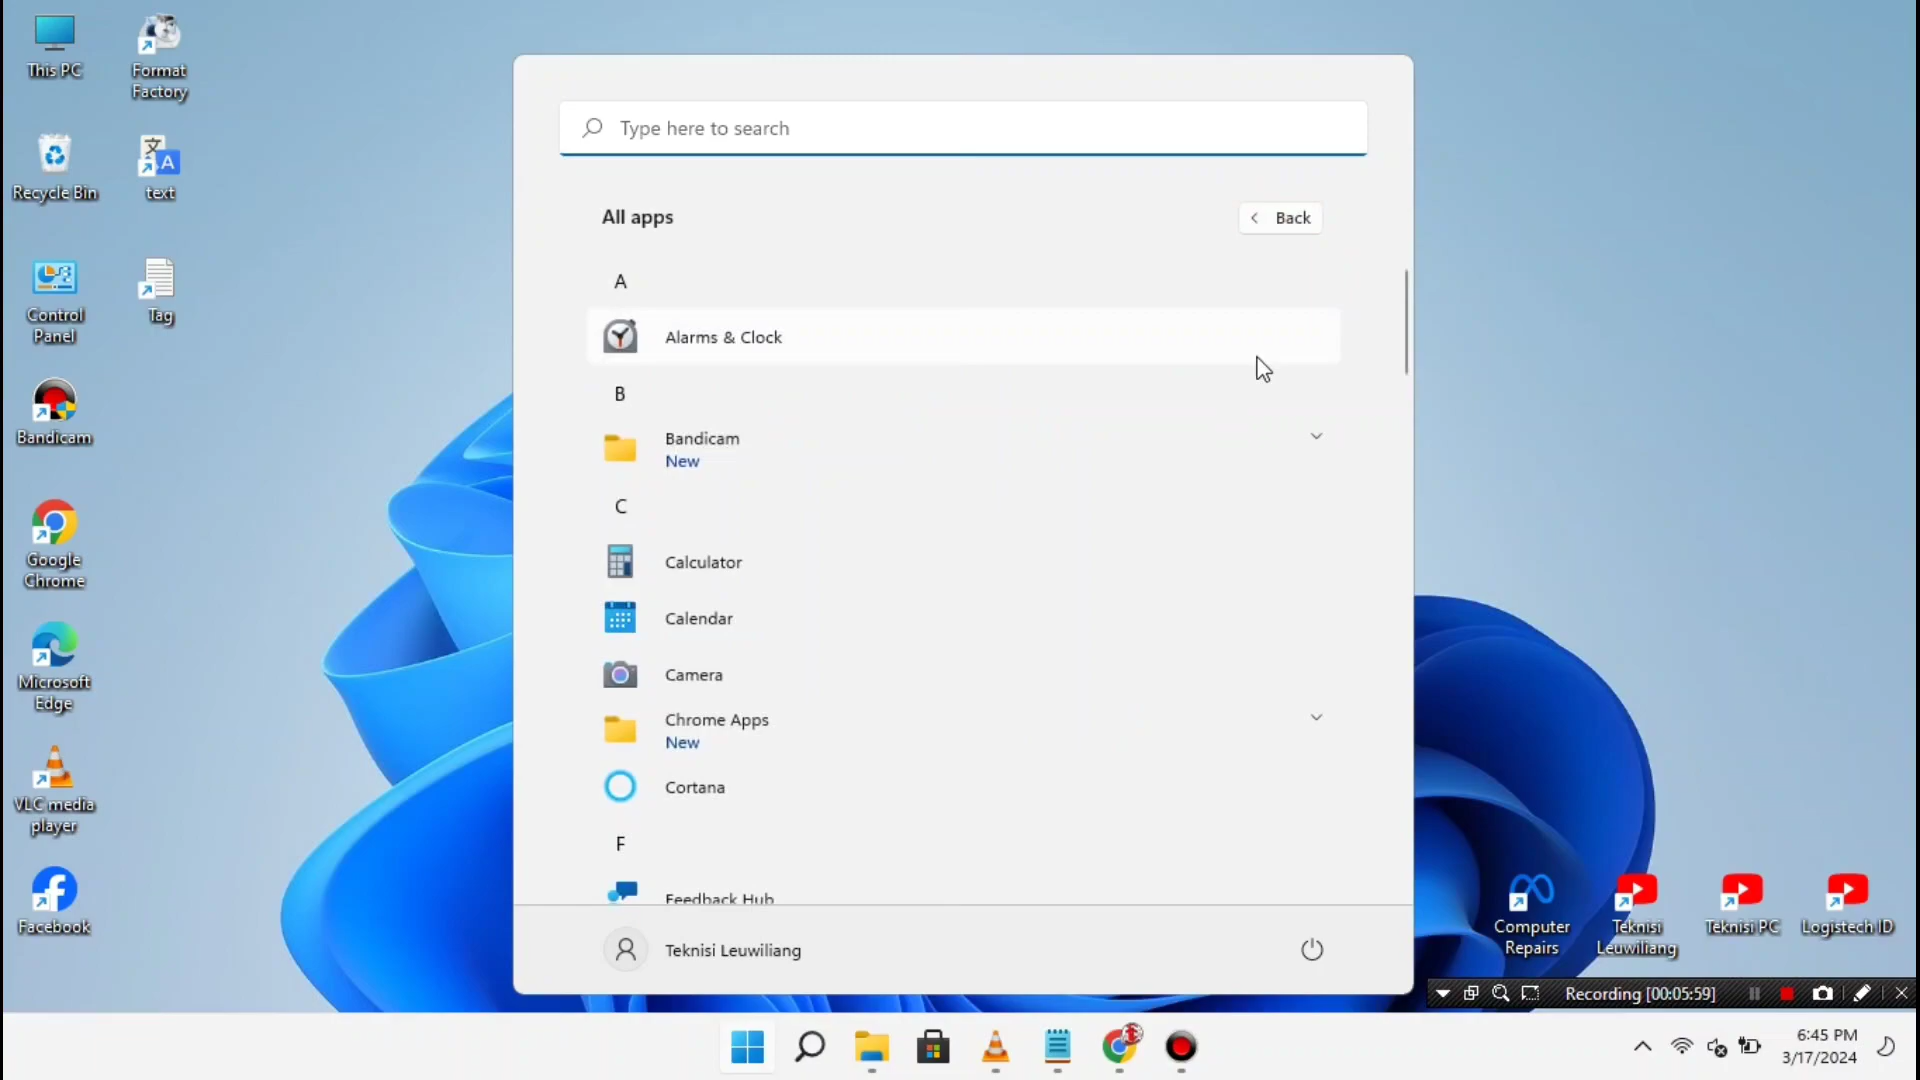 This PC
Format
Factory
Recycle Bin
文
A
text
Control
Panel
Tag
Bandicam
Google
Chrome
Microsoft
Edge
VLC media
player
Facebook
Type here to search
All apps
Back
A
Alarms & Clock
B
Bandicam
New
C
Calculator
Calendar
Camera
Chrome Apps
New
Cortana
F
Feedback Hub
Teknisi Leuwiliang
Computer
Repairs
Teknisi
Leuwiliang
Teknisi PC
Logistech ID
Recording [00:05:59]
6:45 PM
3/17/2024